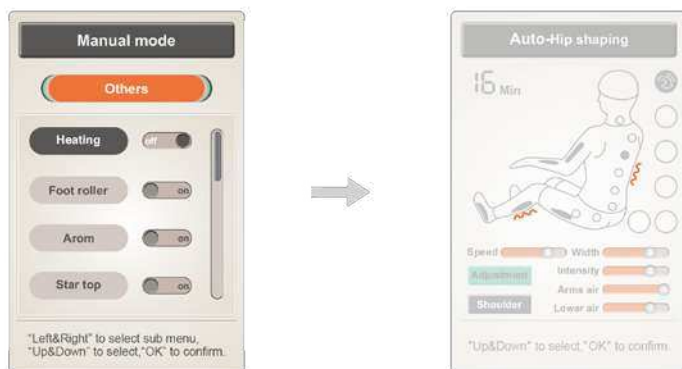 Manual mode
Others
Heating
off
Foot roller
on
Arom
on
Star top
on
"Left&Right" to select sub menu,
"Up&Down" to select,"OK" to confirm.
Auto-Hip shaping
16 Min
Speed
Width
Adjustment
Intensity
Arms air
Shoulder
Lower air
"Up&Down" to select,"OK" to confirm.